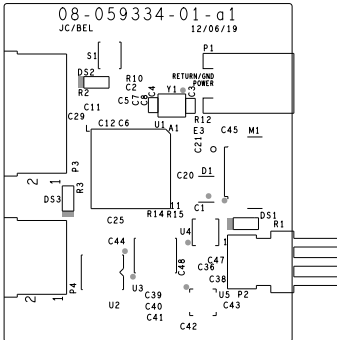 08-059334-01-a1
JC/BEL 12/06/19
S1 P1
DS2
R10 RETURN/GND
R2 C2 POWER
C5 C7 C8 C4 Y1 C3
C11
C29 R12
C12 C6 U1 A1 E3 C45 M1
C21
P3
2 1 C20 D1
R3
DS3
11 C1
C25 R14 R15 DS1
R1
C44 U4 1
C47
C48 C36
P4 U3 C38
2 1 C39 U5 P2
U2 C40 C43
C41
C42